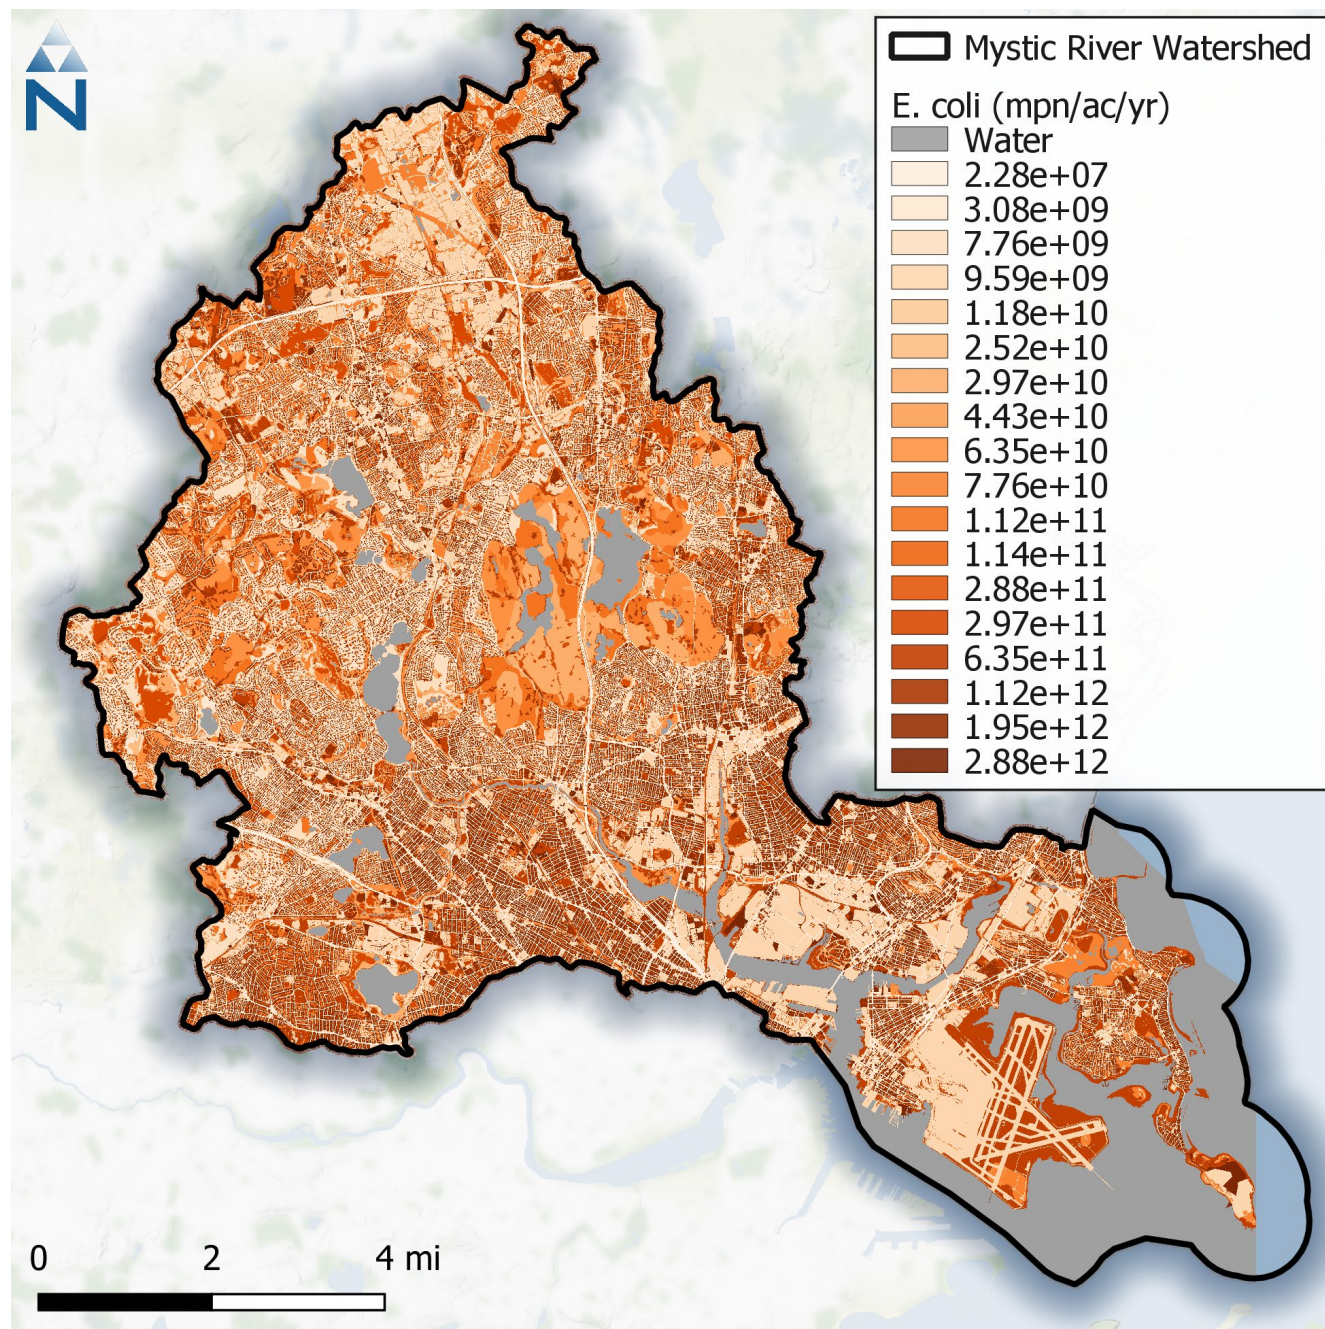 N
Mystic River Watershed
E. coli (mpn/ac/yr)
Water
2.28e+07
3.08e+09
7.76e+09
9.59e+09
1.18e+10
2.52e+10
2.97e+10
4.43e+10
6.35e+10
7.76e+10
1.12e+11
1.14e+11
2.88e+11
2.97e+11
6.35e+11
1.12e+12
1.95e+12
2.88e+12
0 2 4 mi